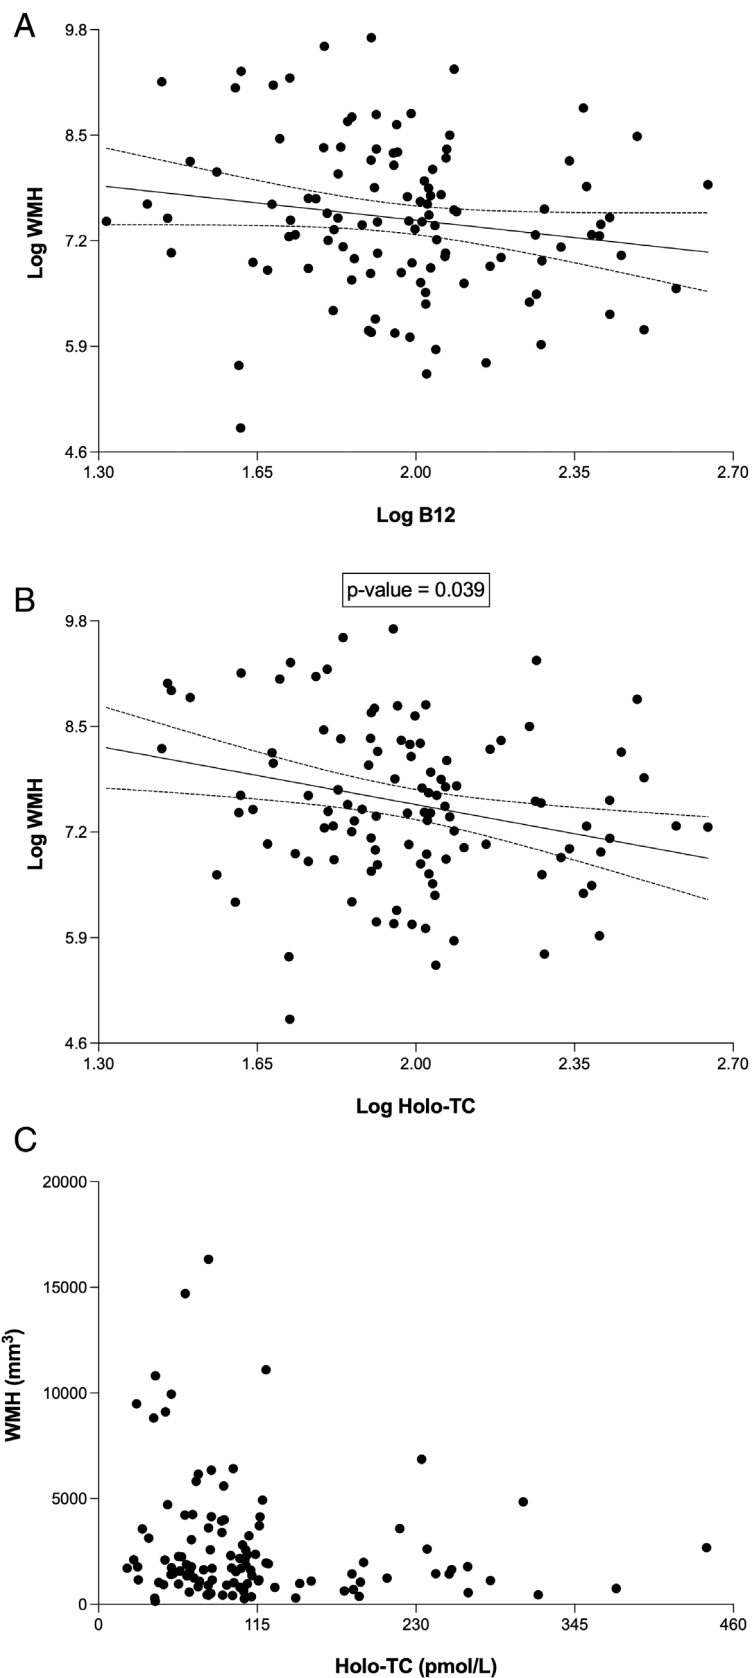 A
9.8
8.5
7.2
5.9
4.6
Log WMH
1.30 1.65 2.00 2.35 2.70
Log B12
B
p-value = 0.039
9.8
8.5
7.2
5.9
4.6
Log WMH
1.30 1.65 2.00 2.35 2.70
Log Holo-TC
C
20000
15000
10000
5000
0
WMH (mm³)
0 115 230 345 460
Holo-TC (pmol/L)